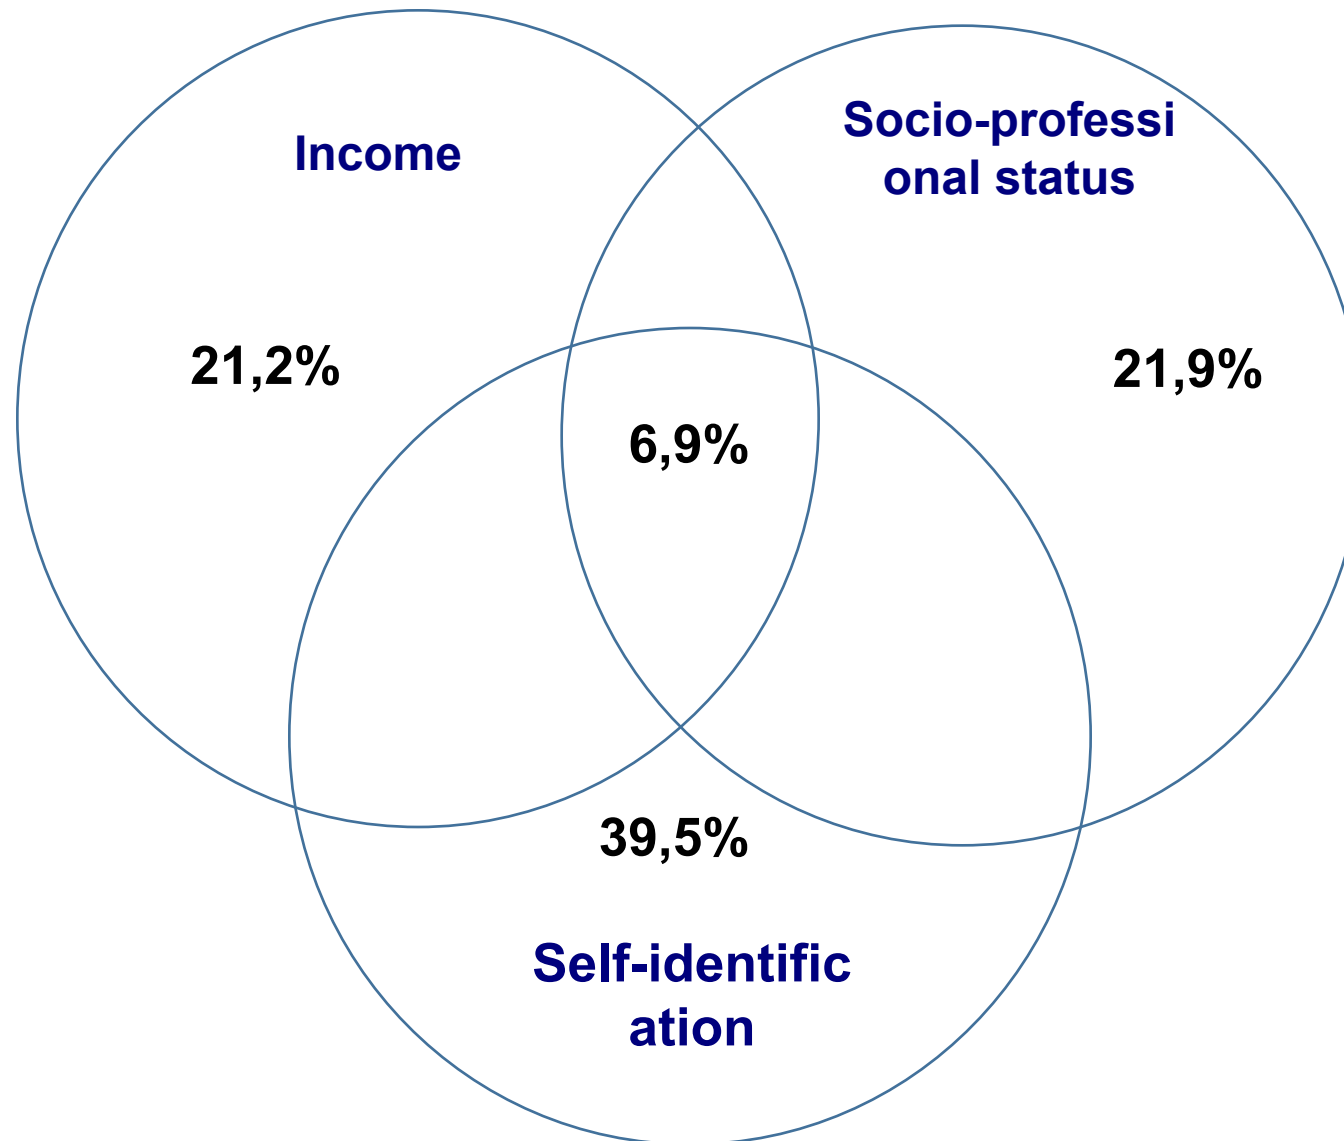 Income
Socio-professi
onal status
21,2%
21,9%
6,9%
39,5%
Self-identific
ation